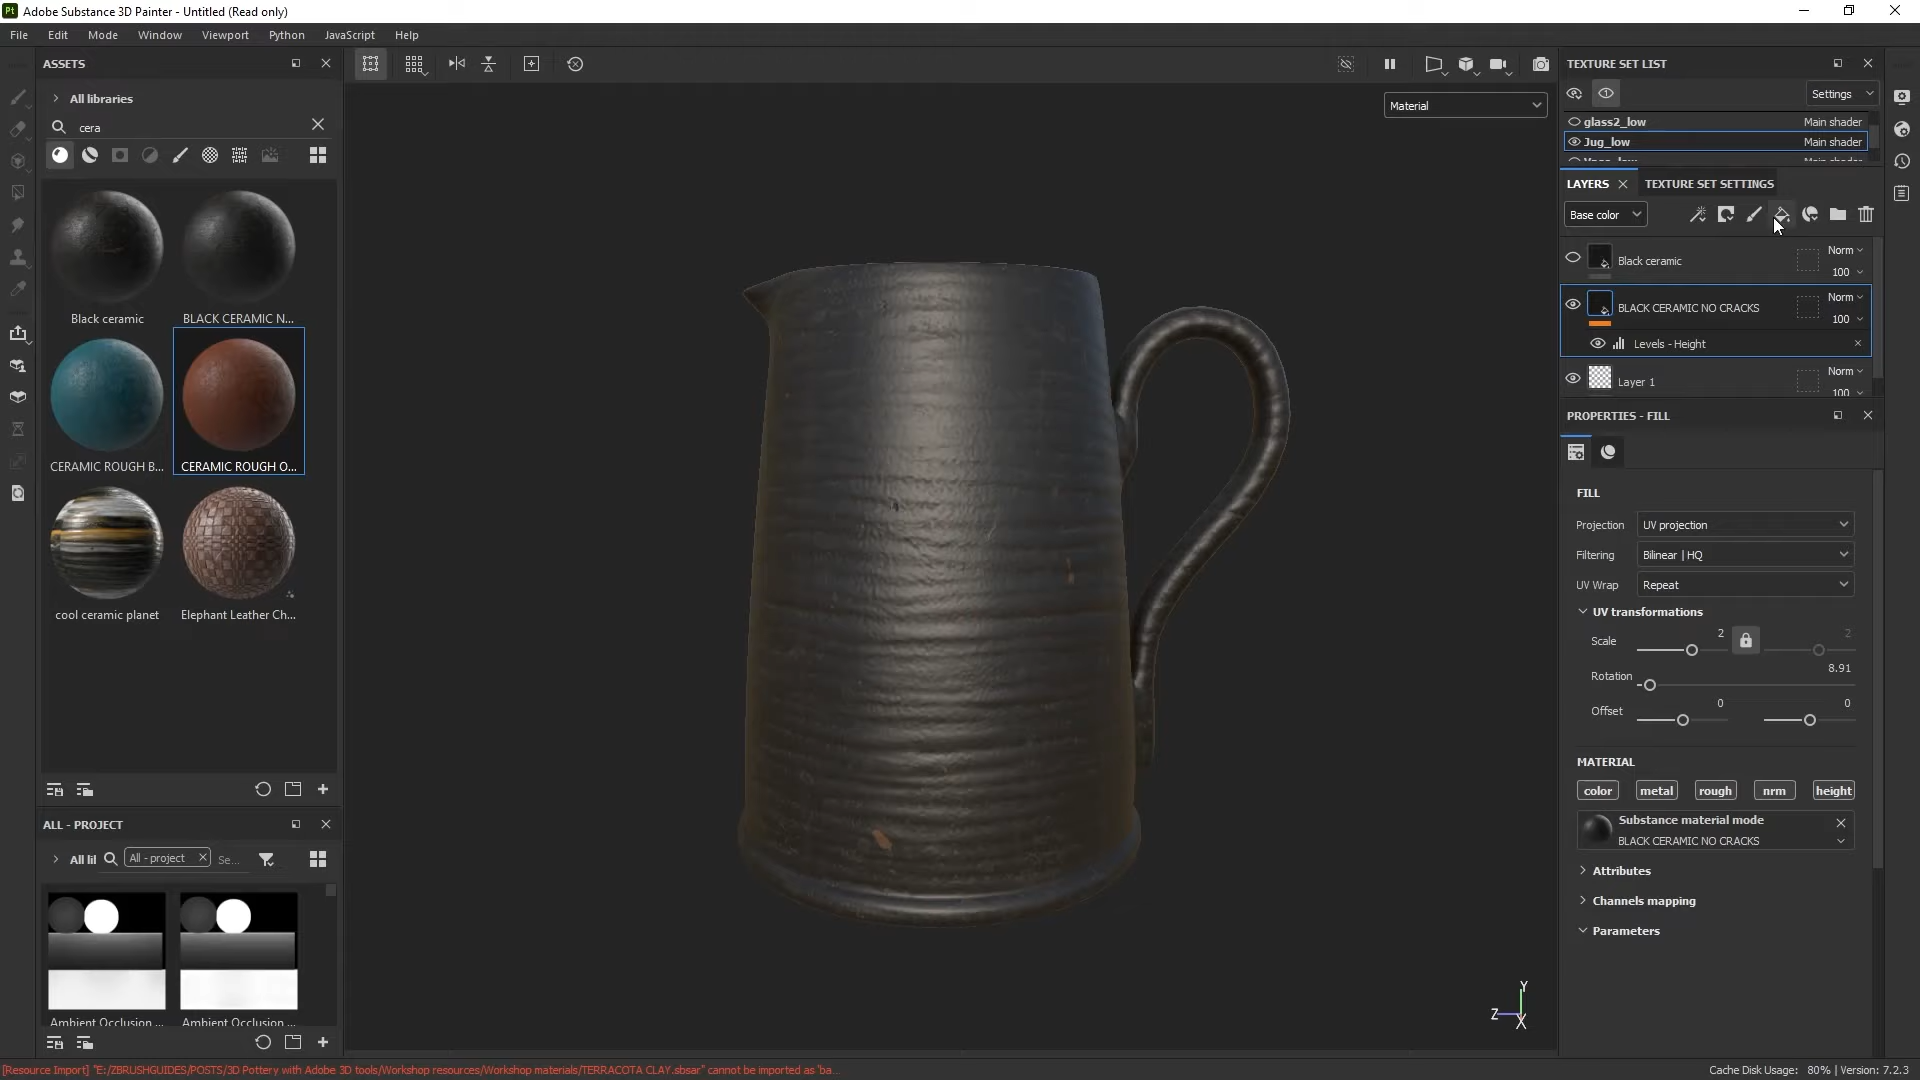 Pt Adobe Substance 3D Painter - Untitled (Read only)
File Edit Mode Window Viewport Python JavaScript Help
ASSETS
All libraries
cera
Black ceramic
BLACK CERAMIC N...
CERAMIC ROUGH B...
CERAMIC ROUGH O...
cool ceramic planet
Elephant Leather Ch...
ALL - PROJECT
All lil
All - project
Se...
Ambient Occlusion ...
Ambient Occlusion ...
Material
Y
Z
X
TEXTURE SET LIST
Settings
glass2_low Main shader
Jug_low Main shader
LAYERS TEXTURE SET SETTINGS
Base color
Black ceramic Norm
100
BLACK CERAMIC NO CRACKS Norm
100
Levels - Height
Layer 1 Norm
100
PROPERTIES - FILL
FILL
Projection UV projection
Filtering Bilinear | HQ
UV Wrap Repeat
UV transformations
Scale 2 2
Rotation 8.91
Offset 0 0
MATERIAL
color metal rough nrm height
Substance material mode
BLACK CERAMIC NO CRACKS
Attributes
Channels mapping
Parameters
[Resource Import] "E:/ZBRUSHGUIDES/POSTS/3D Pottery with Adobe 3D tools/Workshop resources/Workshop materials/TERRACOTA CLAY.sbsar" cannot be imported as 'ba...
Cache Disk Usage: 80% | Version: 7.2.3